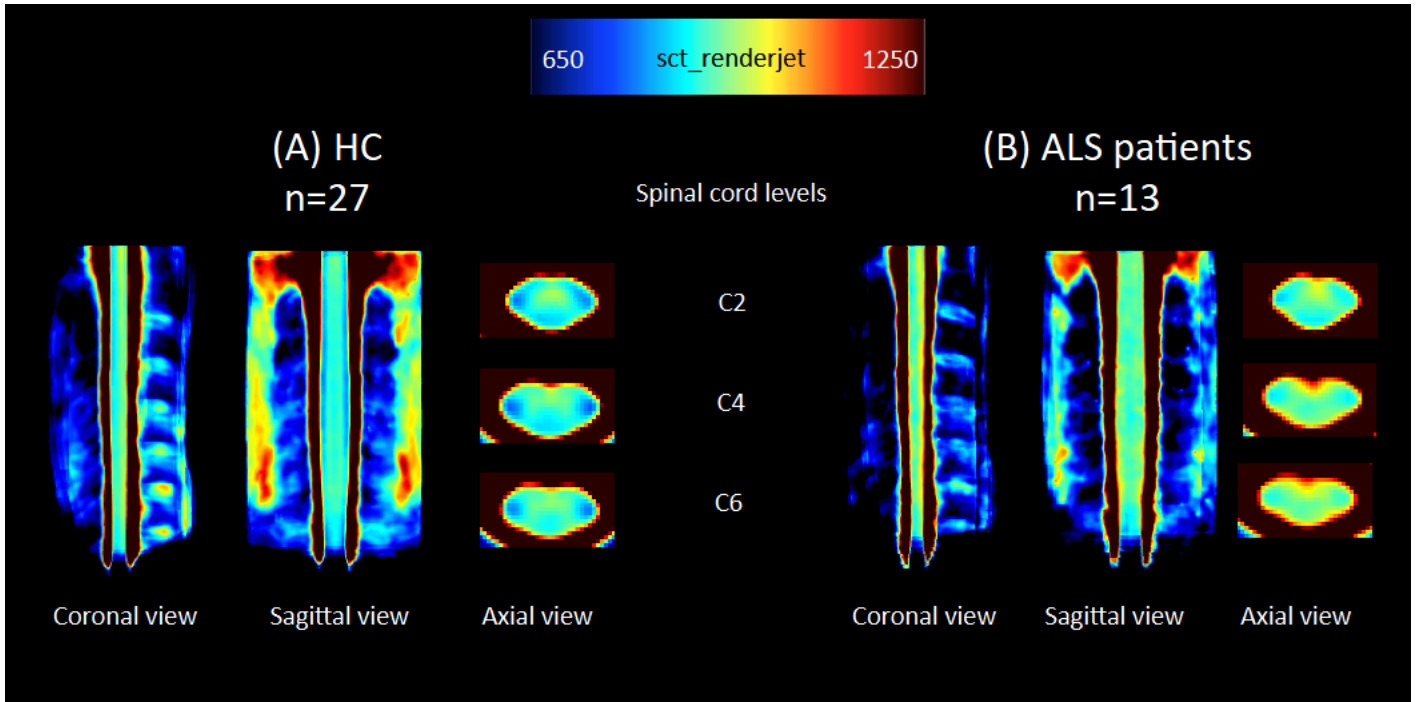 650 sct_renderjet 1250
(A) HC
n=27
Spinal cord levels
(B) ALS patients
n=13
C2
C4
C6
Coronal view Sagittal view Axial view
Coronal view Sagittal view Axial view